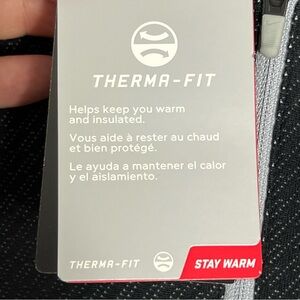 THERMA-FIT
Helps keep you warm
and insulated.
Vous aide à rester au chaud
et bien protégé.
Le ayuda a mantener el calor
y el aislamiento.
THERMA-FIT
STAY WARM